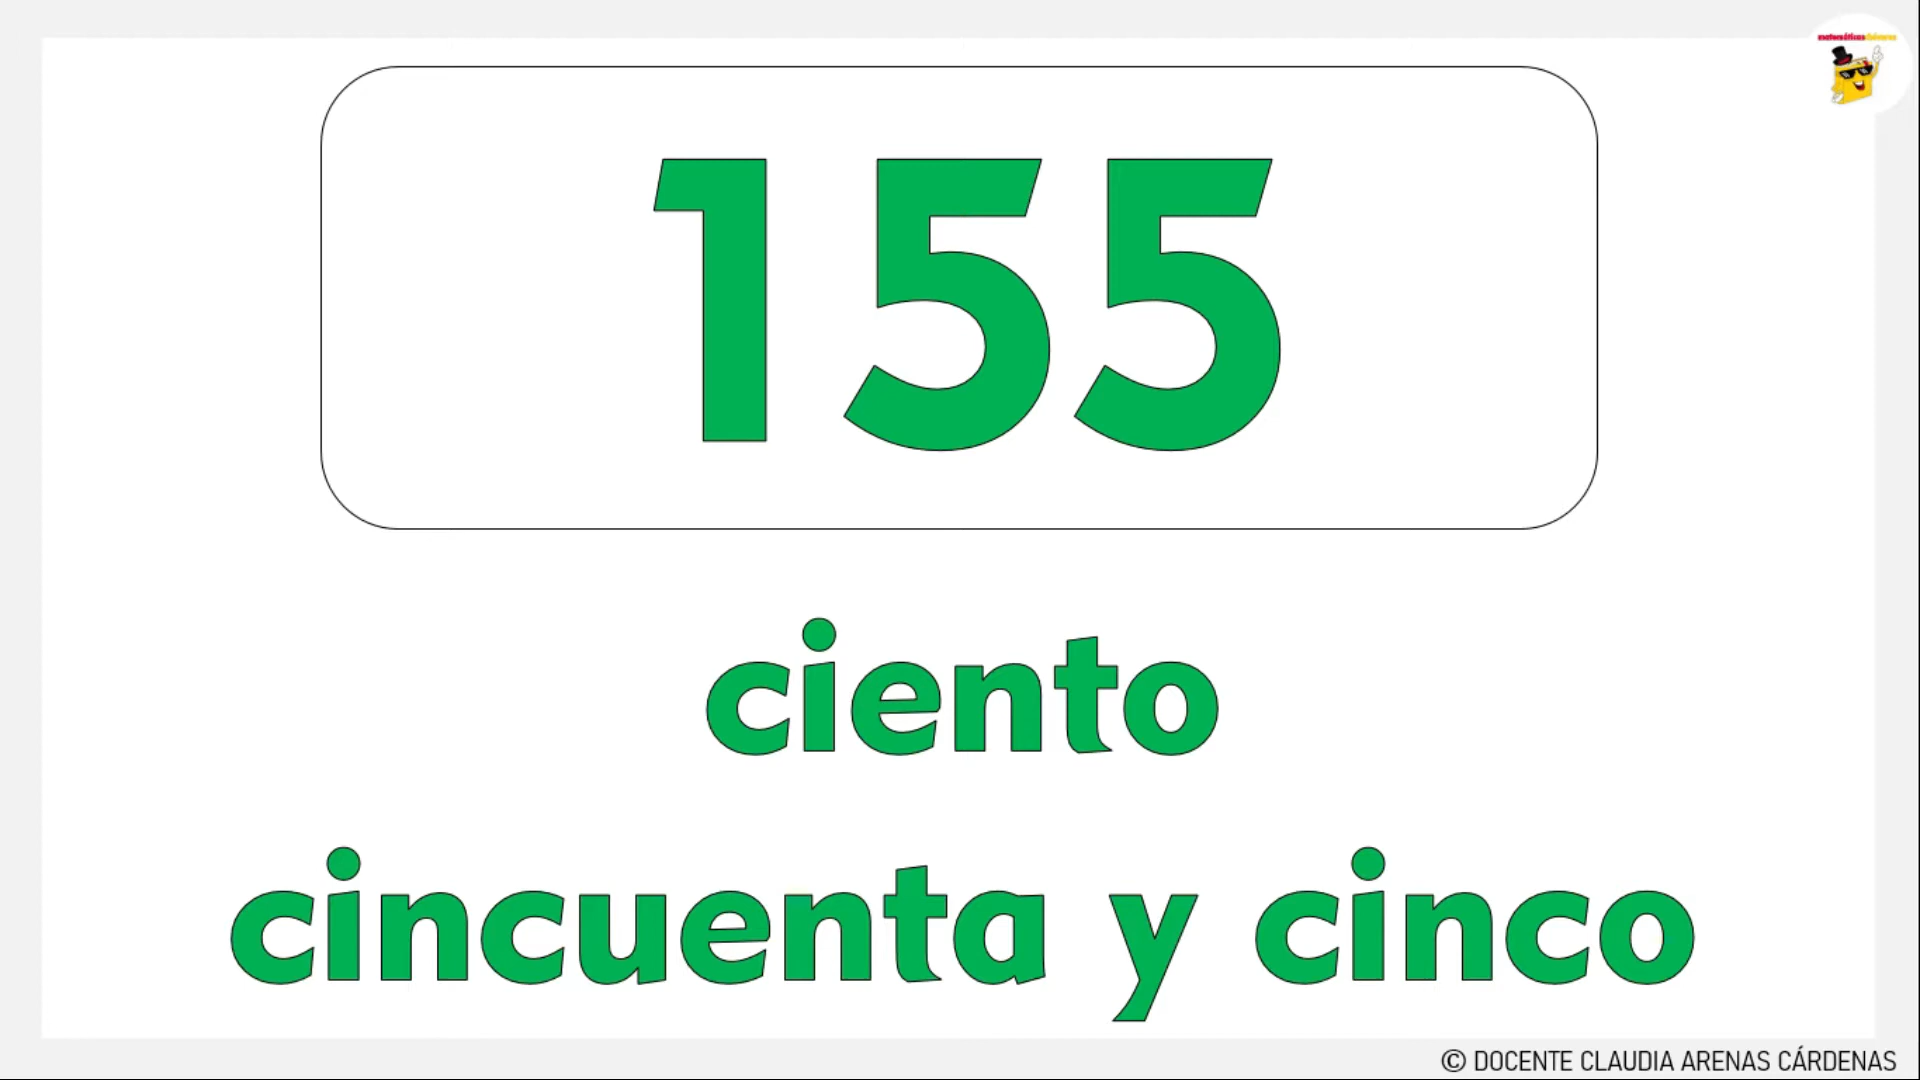 155
ciento
cincuenta y cinco
© DOCENTE CLAUDIA ARENAS CÁRDENAS